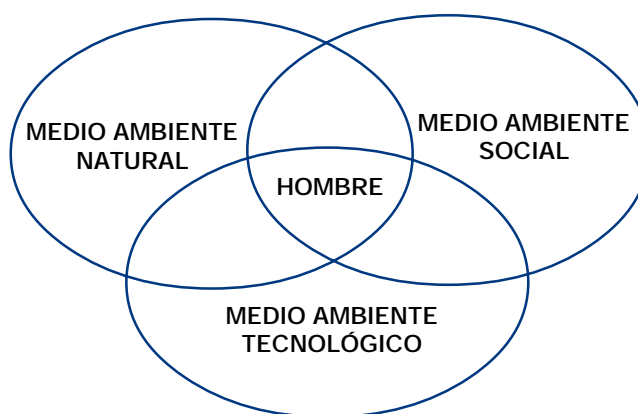 MEDIO AMBIENTE
NATURAL
MEDIO AMBIENTE
SOCIAL
HOMBRE
MEDIO AMBIENTE
TECNOLÓGICO